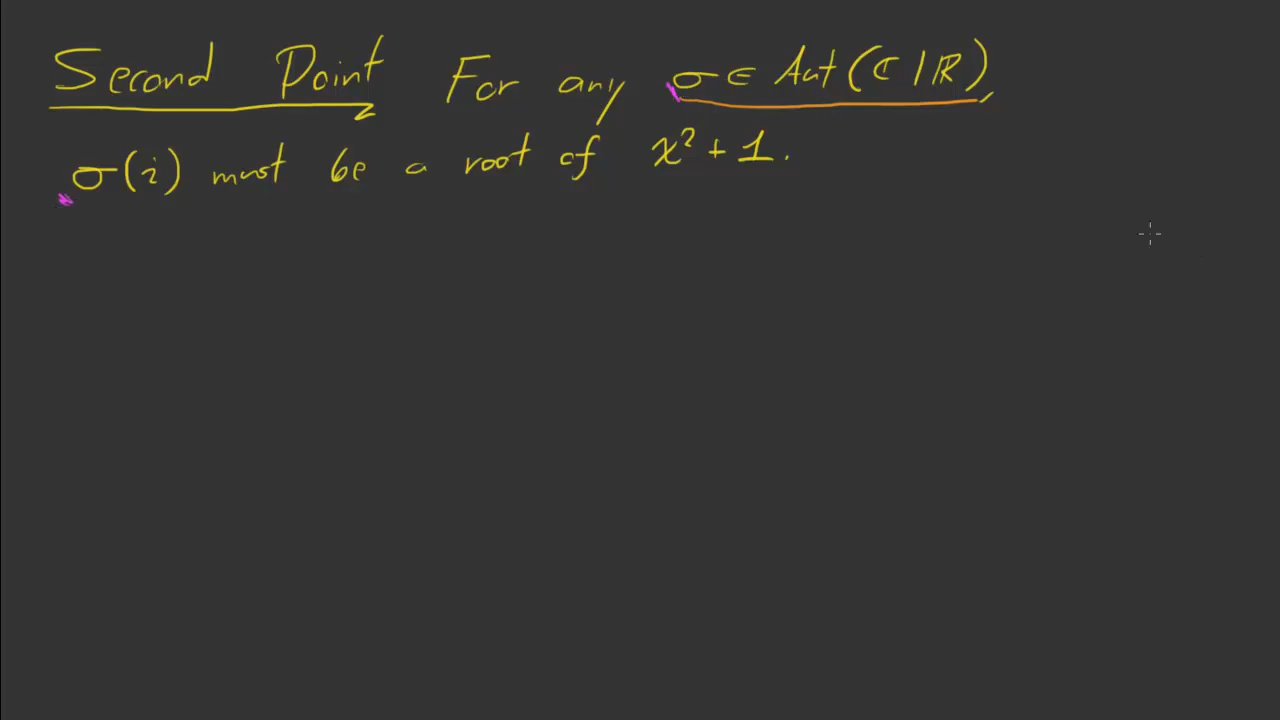 Second Point For any σ ∈ Aut(ℂ/ℝ),
σ(i) must be a root of x² + 1.